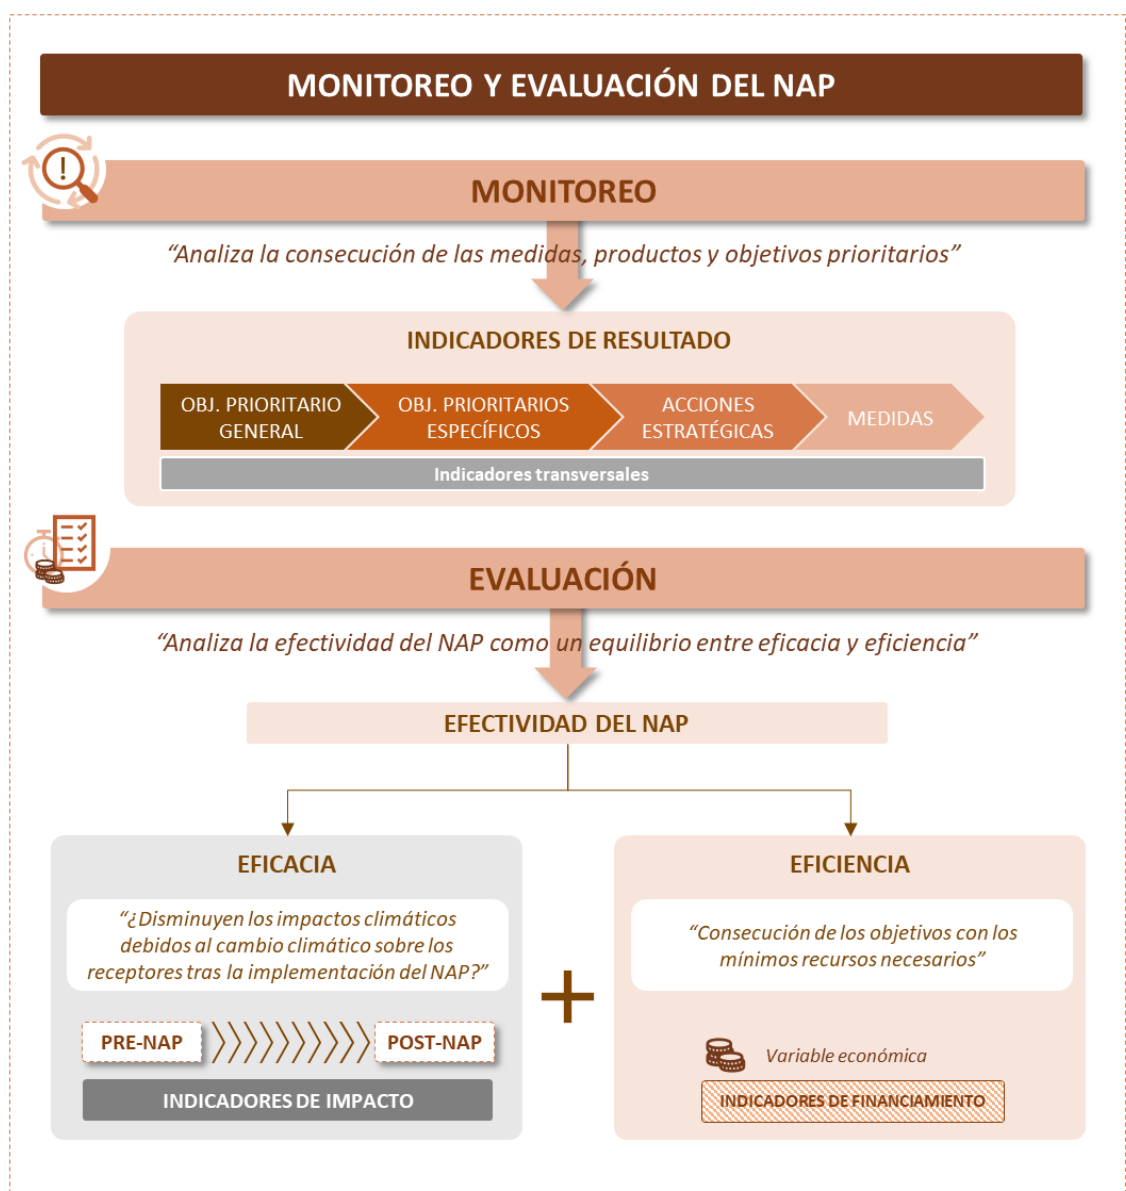 MONITOREO Y EVALUACIÓN DEL NAP
MONITOREO
“Analiza la consecución de las medidas, productos y objetivos prioritarios”
INDICADORES DE RESULTADO
OBJ. PRIORITARIO
GENERAL
OBJ. PRIORITARIOS
ESPECÍFICOS
ACCIONES
ESTRATÉGICAS
MEDIDAS
Indicadores transversales
EVALUACIÓN
“Analiza la efectividad del NAP como un equilibrio entre eficacia y eficiencia”
EFECTIVIDAD DEL NAP
EFICACIA
“¿Disminuyen los impactos climáticos
debidos al cambio climático sobre los
receptores tras la implementación del NAP?”
PRE-NAP
POST-NAP
INDICADORES DE IMPACTO
EFICIENCIA
“Consecución de los objetivos con los
mínimos recursos necesarios”
Variable económica
INDICADORES DE FINANCIAMIENTO